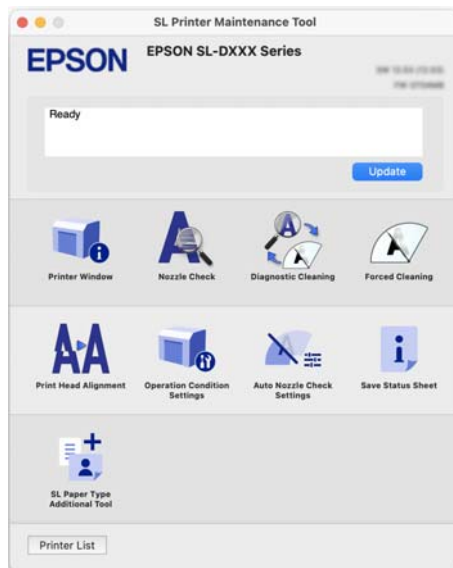 SL Printer Maintenance Tool
EPSON
EPSON SL-DXXX Series
Ready
Update
Printer Window
Nozzle Check
Diagnostic Cleaning
Forced Cleaning
Print Head Alignment
Operation Condition
Settings
Auto Nozzle Check
Settings
Save Status Sheet
SL Paper Type
Additional Tool
Printer List